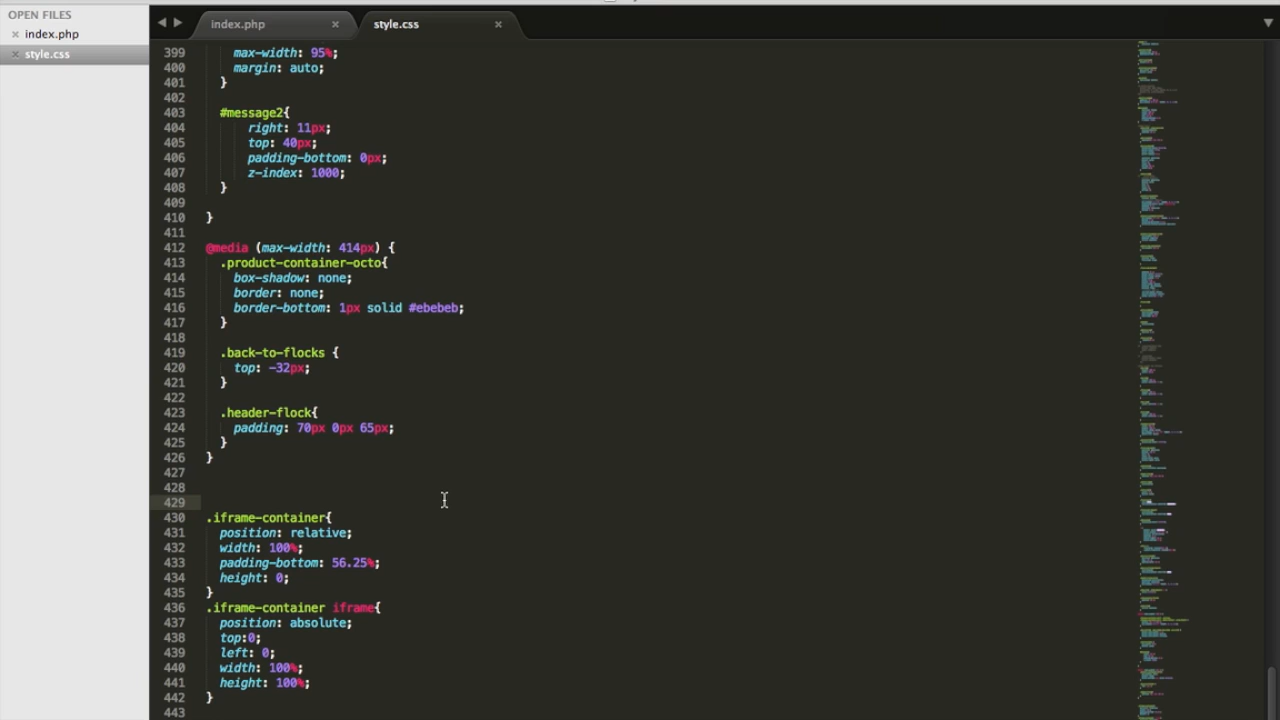 OPEN FILES
index.php
style.css
index.php
style.css
399 max-width: 95%;
400 margin: auto;
401 }
402
403 #message2{
404 right: 11px;
405 top: 40px;
406 padding-bottom: 0px;
407 z-index: 1000;
408 }
409
410 }
411
412 @media (max-width: 414px) {
413 .product-container-octo{
414 box-shadow: none;
415 border: none;
416 border-bottom: 1px solid #ebebeb;
417 }
418
419 .back-to-flocks {
420 top: -32px;
421 }
422
423 .header-flock{
424 padding: 70px 0px 65px;
425 }
426 }
427
428
429
430 .iframe-container{
431 position: relative;
432 width: 100%;
433 padding-bottom: 56.25%;
434 height: 0;
435 }
436 .iframe-container iframe{
437 position: absolute;
438 top:0;
439 left: 0;
440 width: 100%;
441 height: 100%;
442 }
443